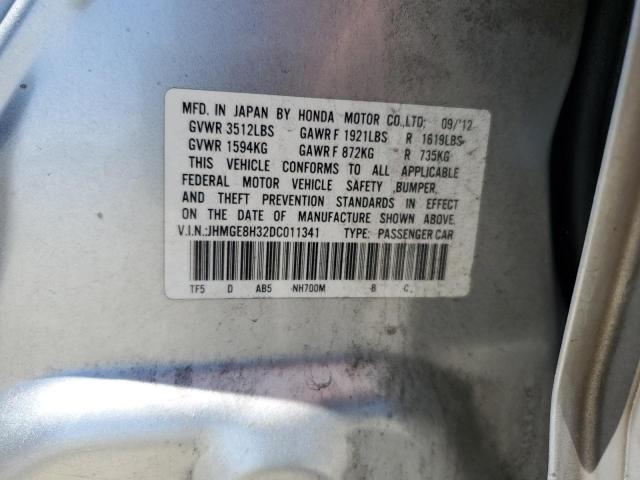 MFD. IN JAPAN BY HONDA MOTOR CO.,LTD. 09/'12
GVWR 3512LBS GAWR F 1921LBS R 1619LBS
GVWR 1594KG GAWR F 872KG R 735KG
THIS VEHICLE CONFORMS TO ALL APPLICABLE
FEDERAL MOTOR VEHICLE SAFETY ,BUMPER,
AND THEFT PREVENTION STANDARDS IN EFFECT
ON THE DATE OF MANUFACTURE SHOWN ABOVE.
V.I.N.:JHMGE8H32DC011341 TYPE: PASSENGER CAR
TF5 D AB5 -NH700M -B -C